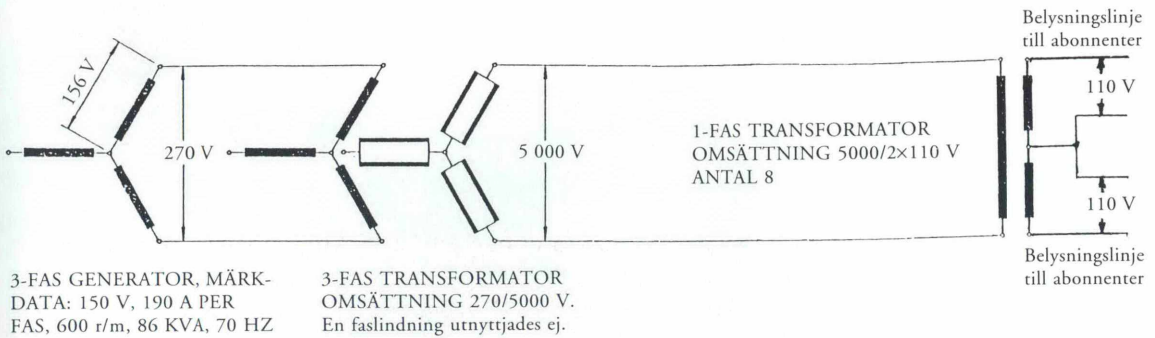 Belysningslinje
till abonnenter
156 V
270 V
5 000 V
110 V
1-FAS TRANSFORMATOR
OMSÄTTNING 5000/2×110 V
ANTAL 8
110 V
Belysningslinje
till abonnenter
3-FAS GENERATOR, MÄRK-
DATA: 150 V, 190 A PER
FAS, 600 r/m, 86 KVA, 70 HZ
3-FAS TRANSFORMATOR
OMSÄTTNING 270/5000 V.
En faslindning utnyttjades ej.